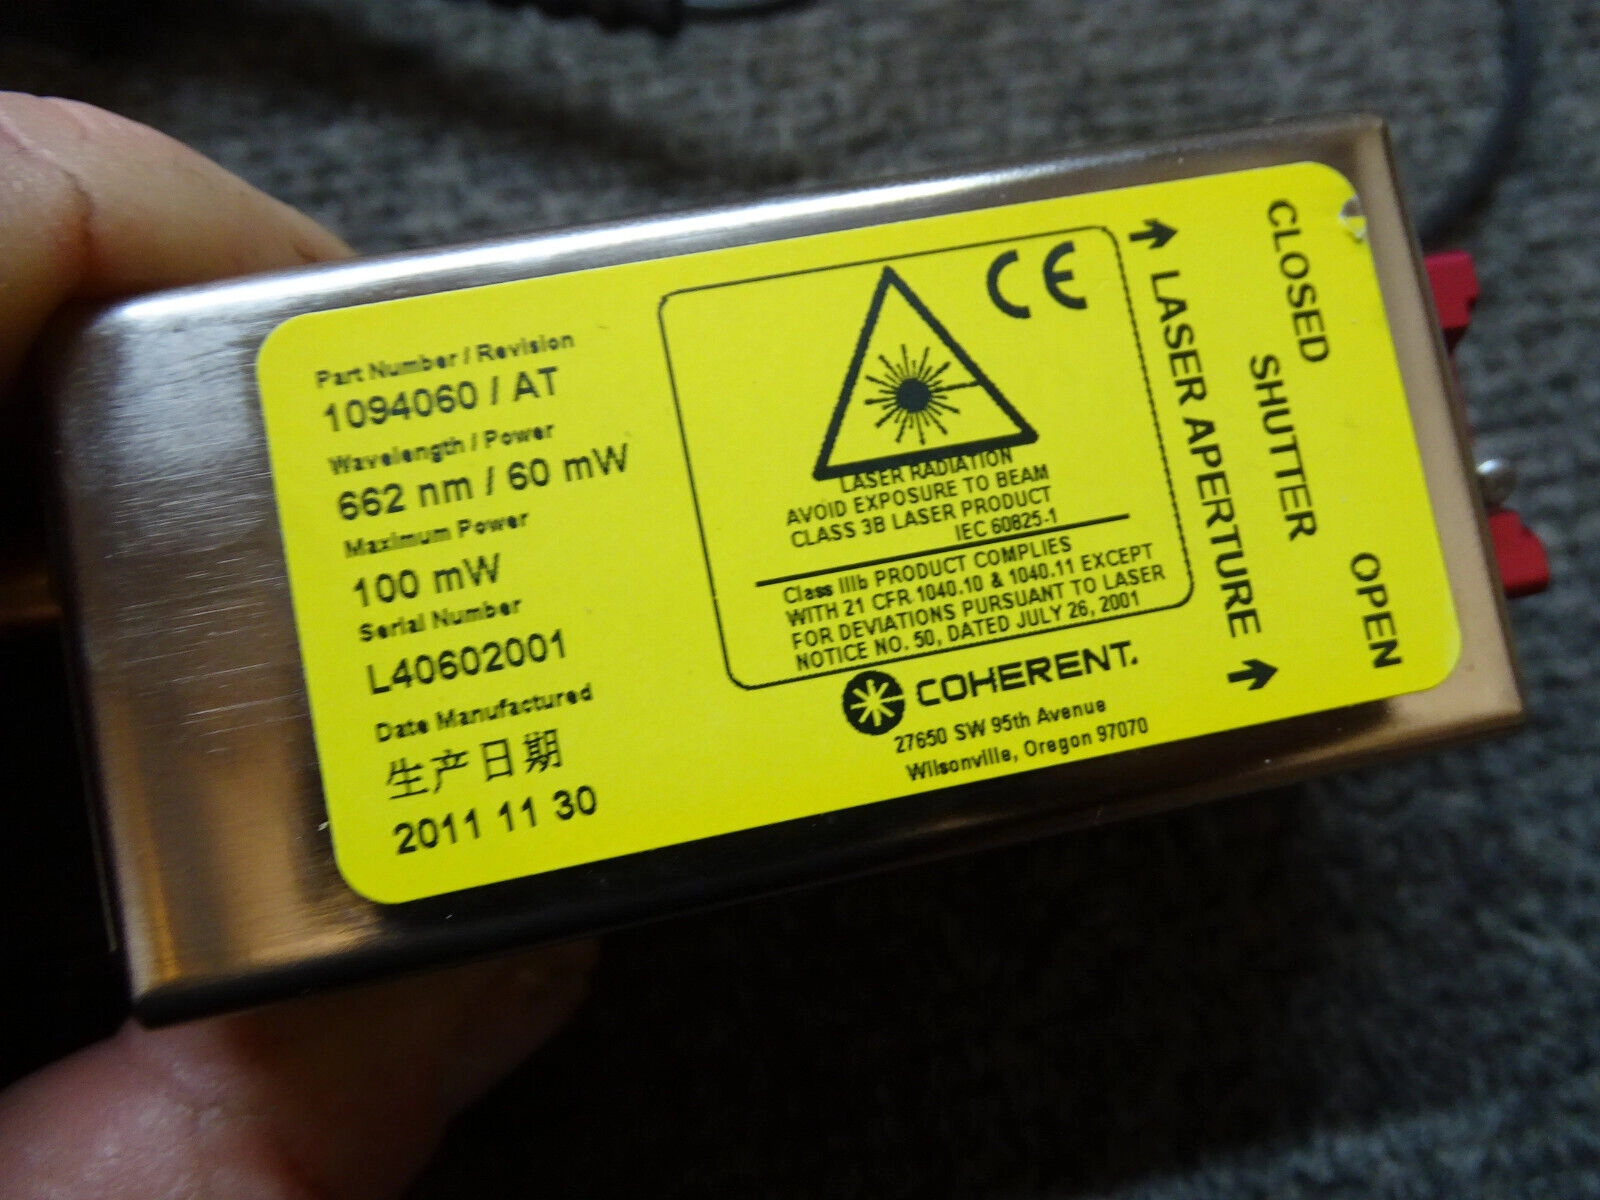 Part Number / Revision
1094060 / AT
Wavelength / Power
662 nm / 60 mW
Maximum Power
100 mW
Serial Number
L40602001
Date Manufactured
生产日期
2011 11 30
CE
LASER RADIATION
AVOID EXPOSURE TO BEAM
CLASS 3B LASER PRODUCT
IEC 60825-1
Class IIIb PRODUCT COMPLIES
WITH 21 CFR 1040.10 & 1040.11 EXCEPT
FOR DEVIATIONS PURSUANT TO LASER
NOTICE NO. 50, DATED JULY 26, 2001
COHERENT.
27650 SW 95th Avenue
Wilsonville, Oregon 97070
LASER APERTURE
CLOSED
SHUTTER
OPEN